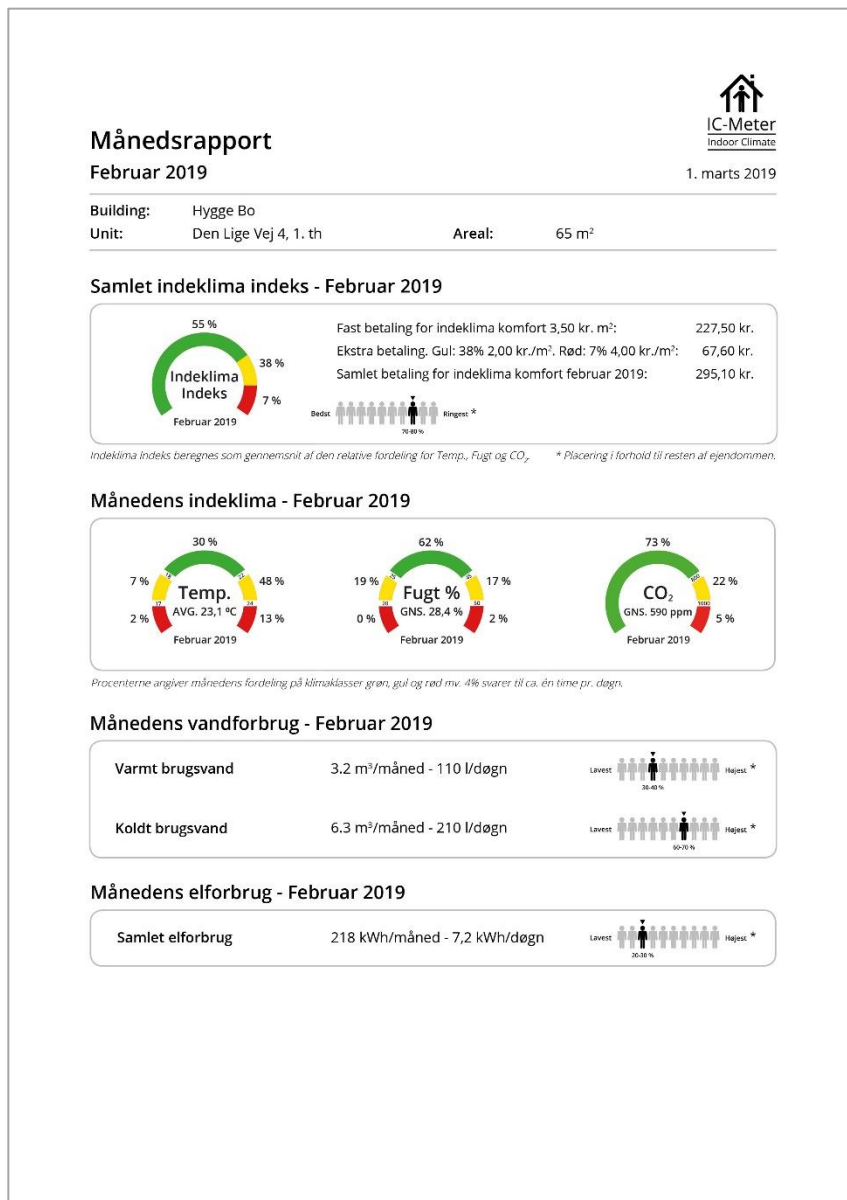 IC-Meter
Indoor Climate
Månedsrapport
Februar 2019
1. marts 2019
Building: Hygge Bo
Unit: Den Lige Vej 4, 1. th Areal: 65 m²
Samlet indeklima indeks - Februar 2019
55 %
38 %
7 %
Indeklima
Indeks
Februar 2019
Fast betaling for indeklima komfort 3,50 kr. m²: 227,50 kr.
Ekstra betaling. Gul: 38% 2,00 kr./m². Rød: 7% 4,00 kr./m²: 67,60 kr.
Samlet betaling for indeklima komfort februar 2019: 295,10 kr.
Bedst Ringest *
70-80 %
Indeklima Indeks beregnes som gennemsnit af den relative fordeling for Temp., Fugt og CO₂. * Placering i forhold til resten af ejendommen.
Månedens indeklima - Februar 2019
30 %
7 % 48 %
2 % 13 %
17 24
Temp.
AVG. 23,1 ºC
Februar 2019
62 %
19 % 17 %
0 % 2 %
Fugt %
GNS. 28,4 %
Februar 2019
73 %
22 %
5 %
1000
CO₂
GNS. 590 ppm
Februar 2019
Procenterne angiver månedens fordeling på klimaklasser grøn, gul og rød mv. 4% svarer til ca. én time pr. døgn.
Månedens vandforbrug - Februar 2019
Varmt brugsvand 3.2 m³/måned - 110 l/døgn Lavest Højest *
30-40 %
Koldt brugsvand 6.3 m³/måned - 210 l/døgn Lavest Højest *
60-70 %
Månedens elforbrug - Februar 2019
Samlet elforbrug 218 kWh/måned - 7,2 kWh/døgn Lavest Højest *
20-30 %